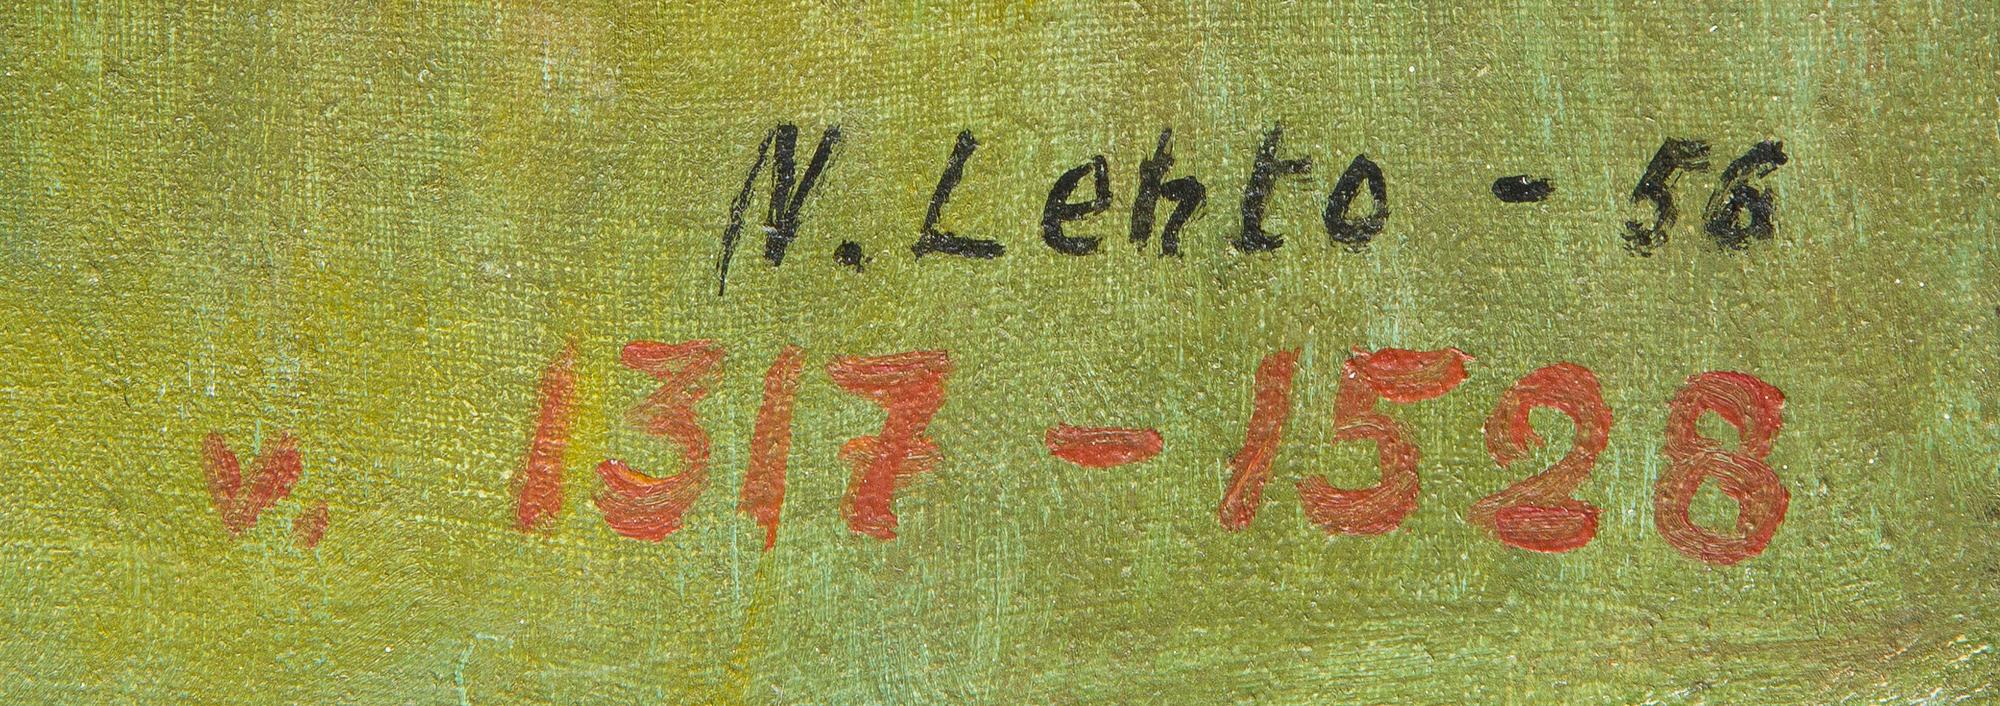 N. Lehto - 56
v. 1317 - 1528